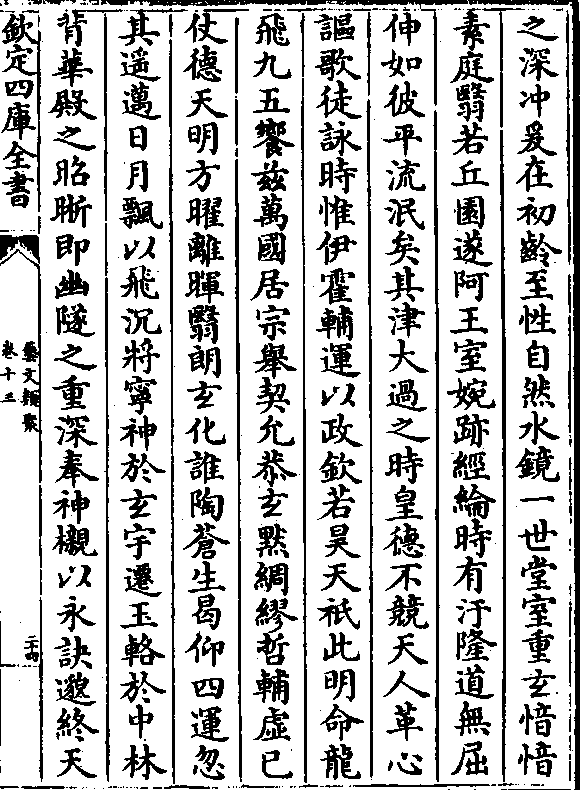 之深冲爰在初齡至性自然水鏡一世堂室重玄愔愔
素庭翳若丘園遂阿王室婉跡經綸時有汙隆道無屈
伸如彼平流泯矣其津大過之時皇德不競天人革心
謳歌徒詠時惟伊霍輔運以政欽若昊天祇此明命龍
飛九五饗兹萬國居宗舉契允恭玄黙綢繆哲輔虚已
仗德天明方曜離暉翳朗玄化誰陶蒼生曷仰四運忽
其遥邁日月飄以飛沉將寧神於玄宇遷玉輅於中林
背華殿之昭晣即幽隧之重深奉神櫬以永訣邈終天
欽定四庫全書
藝文類聚
卷十三
二十四